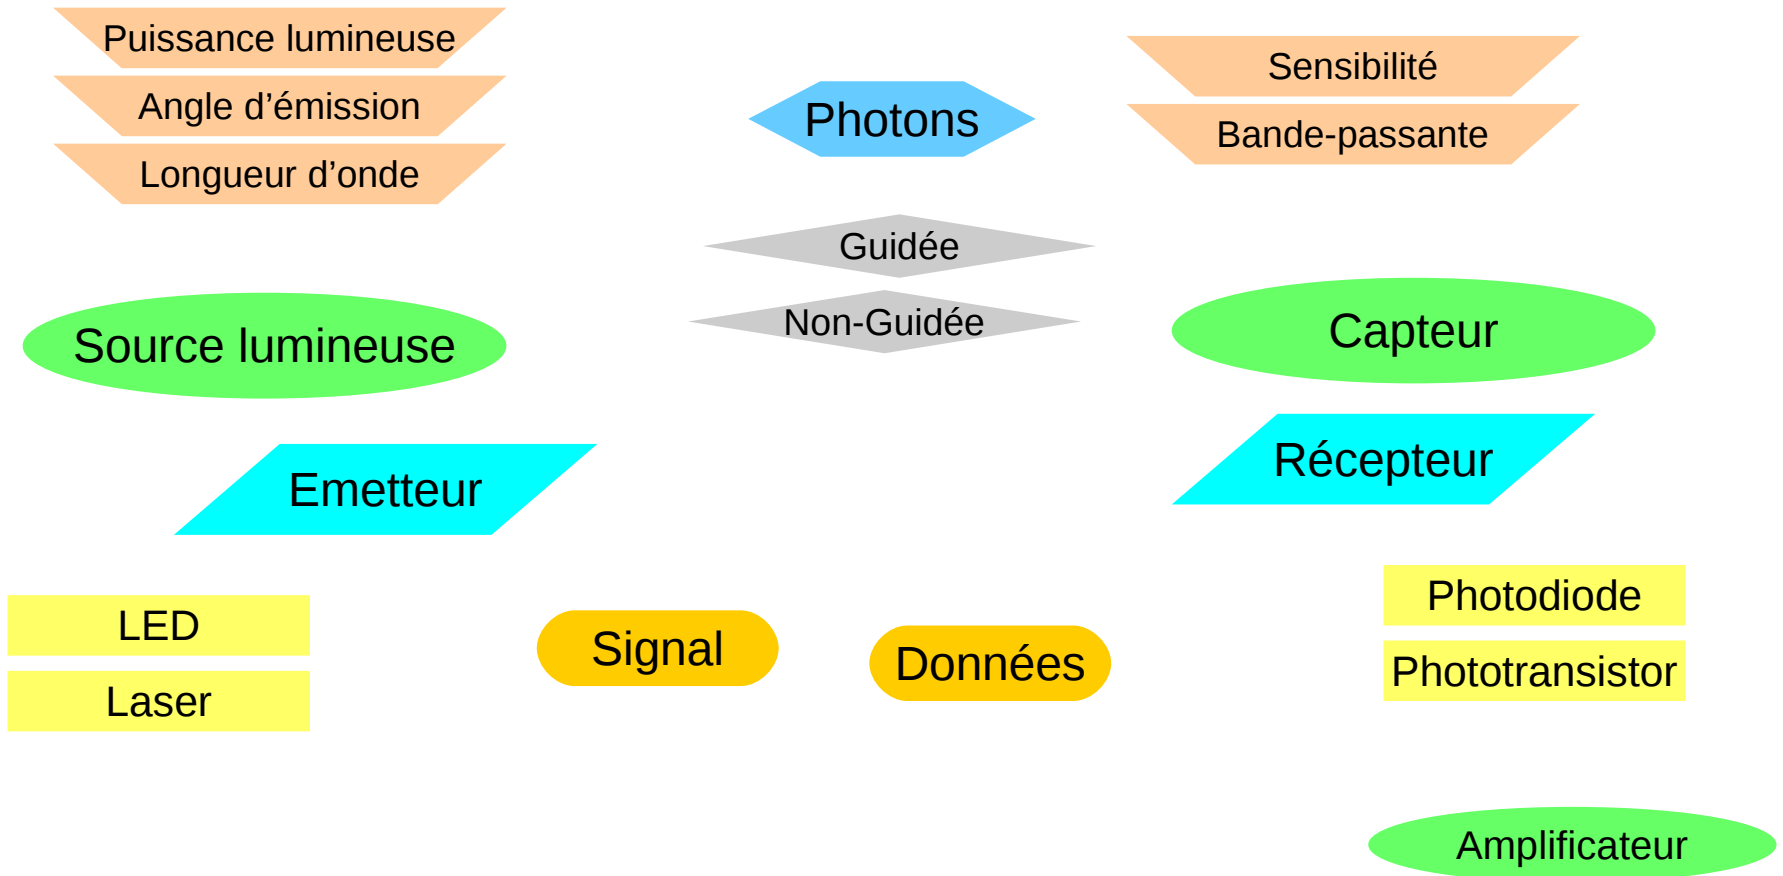 Puissance lumineuse
Angle d’émission
Longueur d’onde
Photons
Sensibilité
Bande-passante
Guidée
Non-Guidée
Source lumineuse
Capteur
Emetteur
Récepteur
LED
Laser
Signal
Données
Photodiode
Phototransistor
Amplificateur